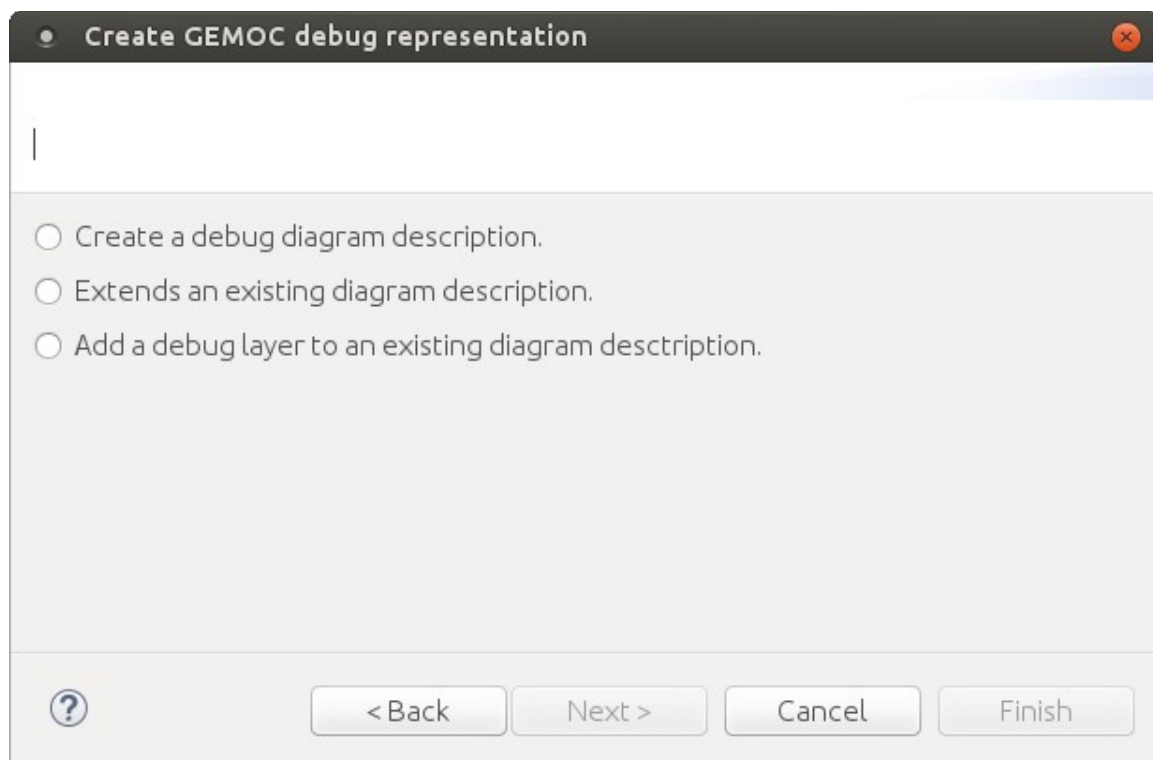 Create GEMOC debug representation
Create a debug diagram description.
Extends an existing diagram description.
Add a debug layer to an existing diagram desctription.
? < Back Next > Cancel Finish